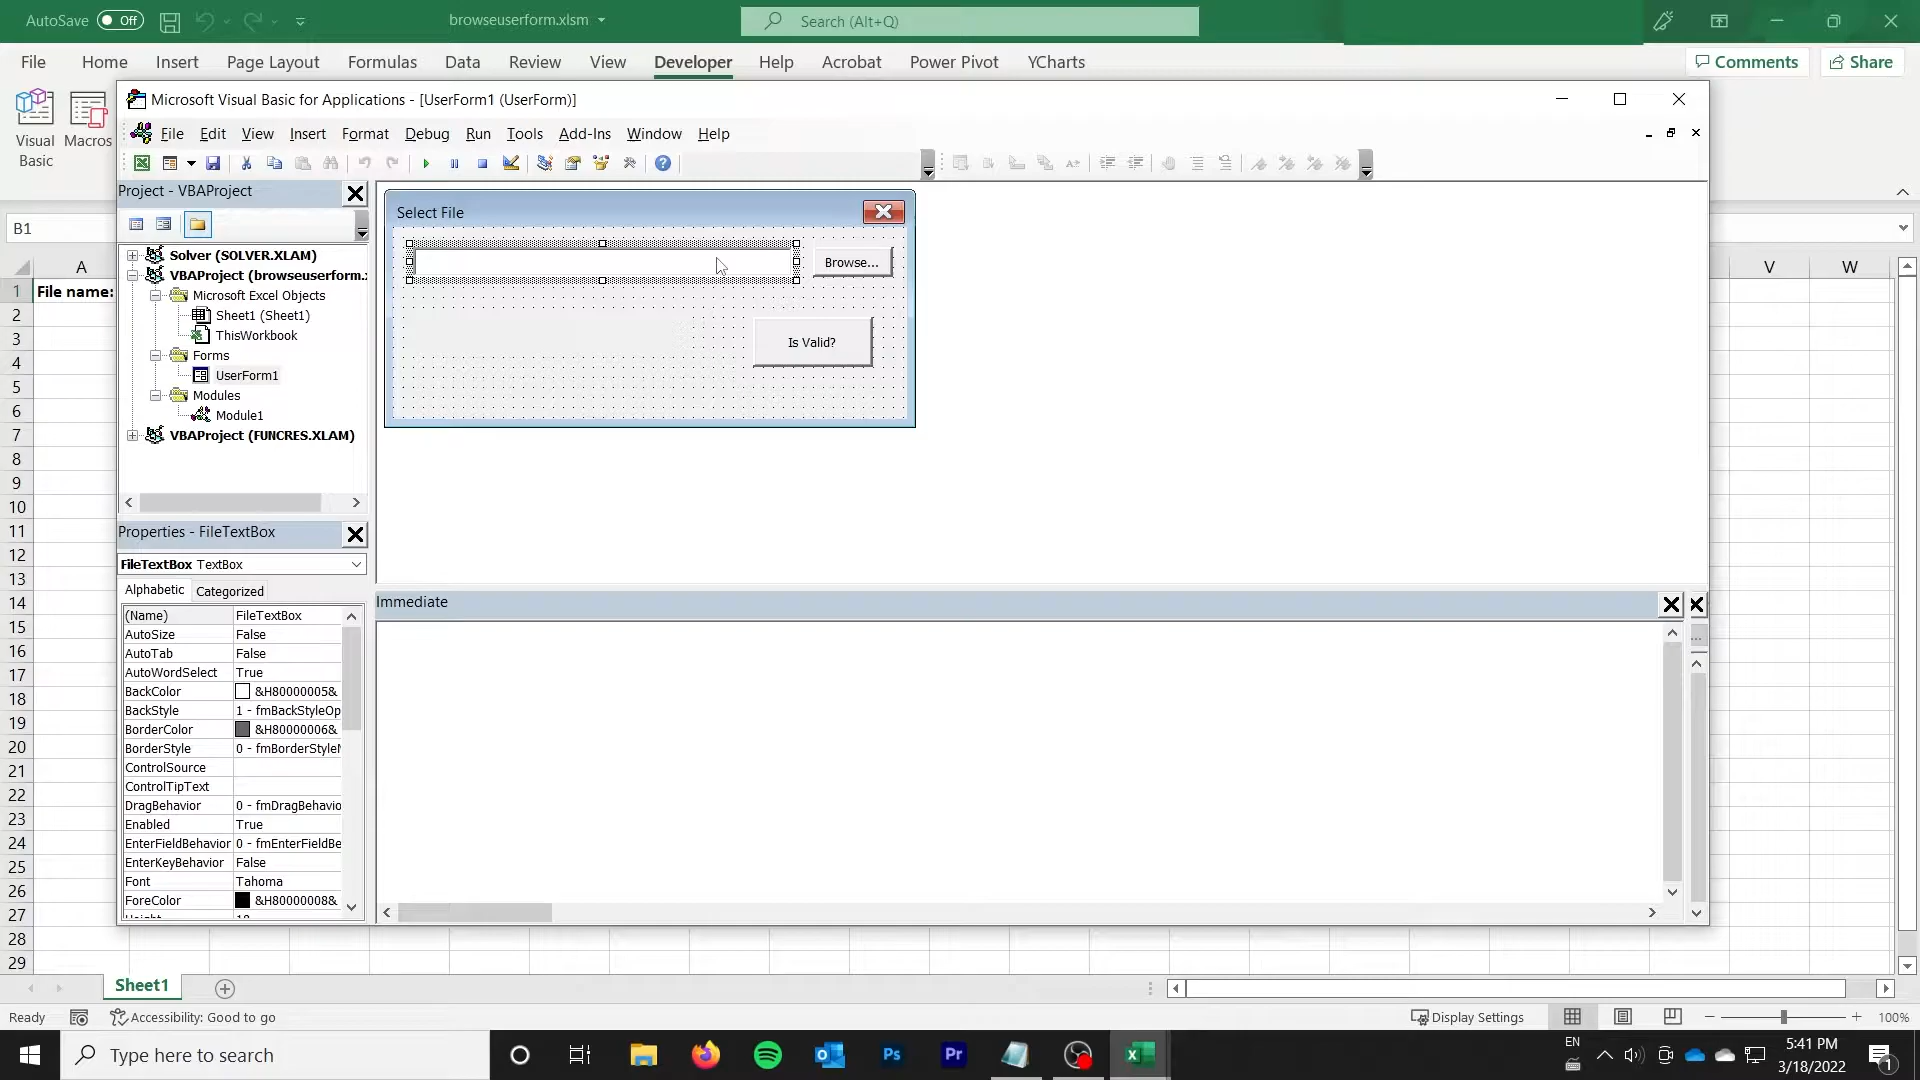 AutoSave Off browseuserform.xlsm Search (Alt+Q)
File Home Insert Page Layout Formulas Data Review View Developer Help Acrobat Power Pivot YCharts Comments Share
Visual Basic
Macros
Microsoft Visual Basic for Applications - [UserForm1 (UserForm)]
File Edit View Insert Format Debug Run Tools Add-Ins Window Help
Project - VBAProject
Solver (SOLVER.XLAM)
VBAProject (browseuserform.
Microsoft Excel Objects
Sheet1 (Sheet1)
ThisWorkbook
Forms
UserForm1
Modules
Module1
VBAProject (FUNCRES.XLAM)
Select File
Browse...
Is Valid?
Properties - FileTextBox
FileTextBox TextBox
Alphabetic Categorized
(Name) FileTextBox
AutoSize False
AutoTab False
AutoWordSelect True
BackColor &H80000005&
BackStyle 1 - fmBackStyleOp
BorderColor &H80000006&
BorderStyle 0 - fmBorderStyle
ControlSource
ControlTipText
DragBehavior 0 - fmDragBehavio
Enabled True
EnterFieldBehavior 0 - fmEnterFieldBe
EnterKeyBehavior False
Font Tahoma
ForeColor &H80000008&
Immediate
B1
A V W
1 File name:
2
3
4
5
6
7
8
9
10
11
12
13
14
15
16
17
18
19
20
21
22
23
24
25
26
27
28
29
Sheet1
Ready Accessibility: Good to go Display Settings 100%
Type here to search
EN
5:41 PM
3/18/2022
1